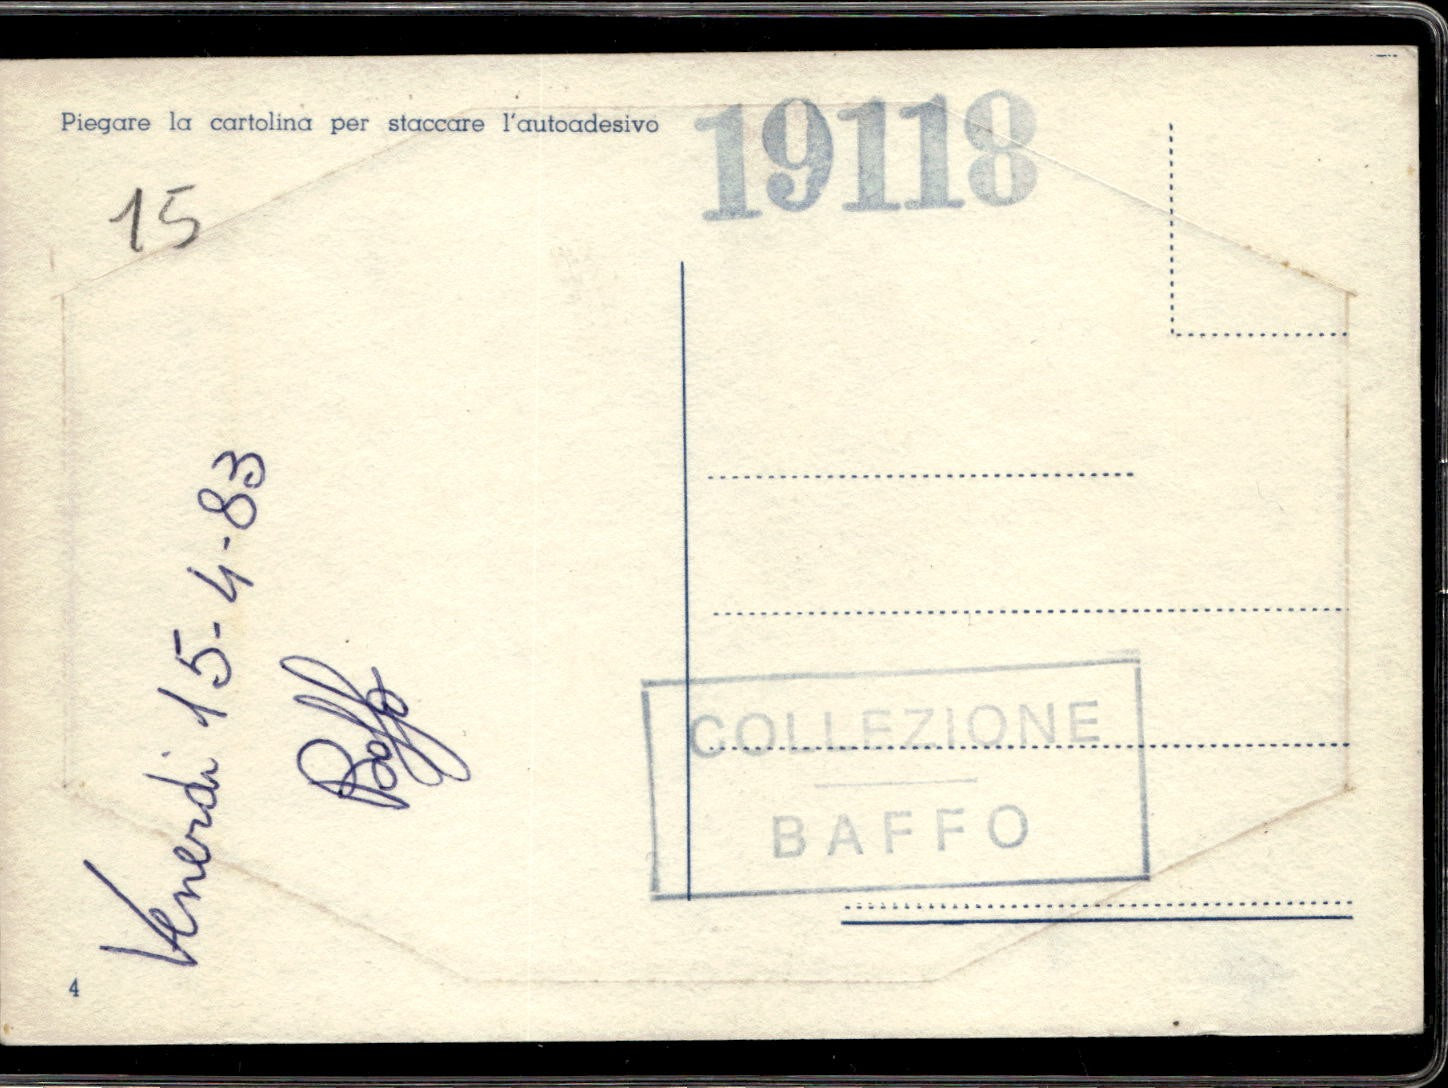 Piegare la cartolina per staccare l'autoadesivo
19118
15
Venerdì 15-4-83
Baffo
COLLEZIONE
BAFFO
4